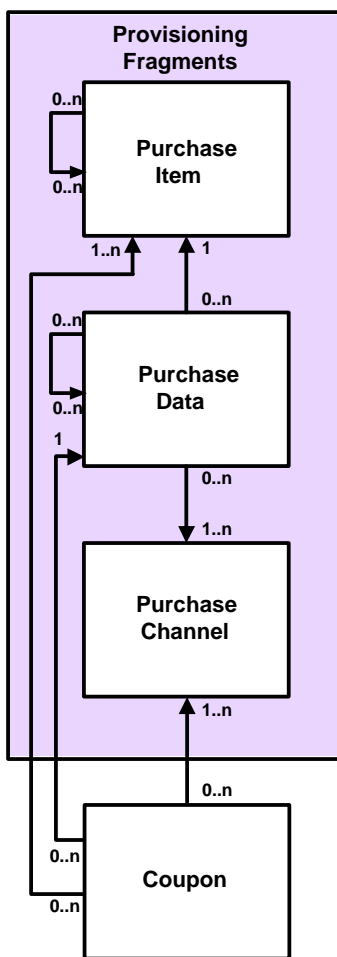 Provisioning
Fragments
0..n
Purchase
Item
0..n
1..n
1
0..n
0..n
Purchase
Data
0..n
1
0..n
1..n
Purchase
Channel
1..n
0..n
0..n
Coupon
0..n